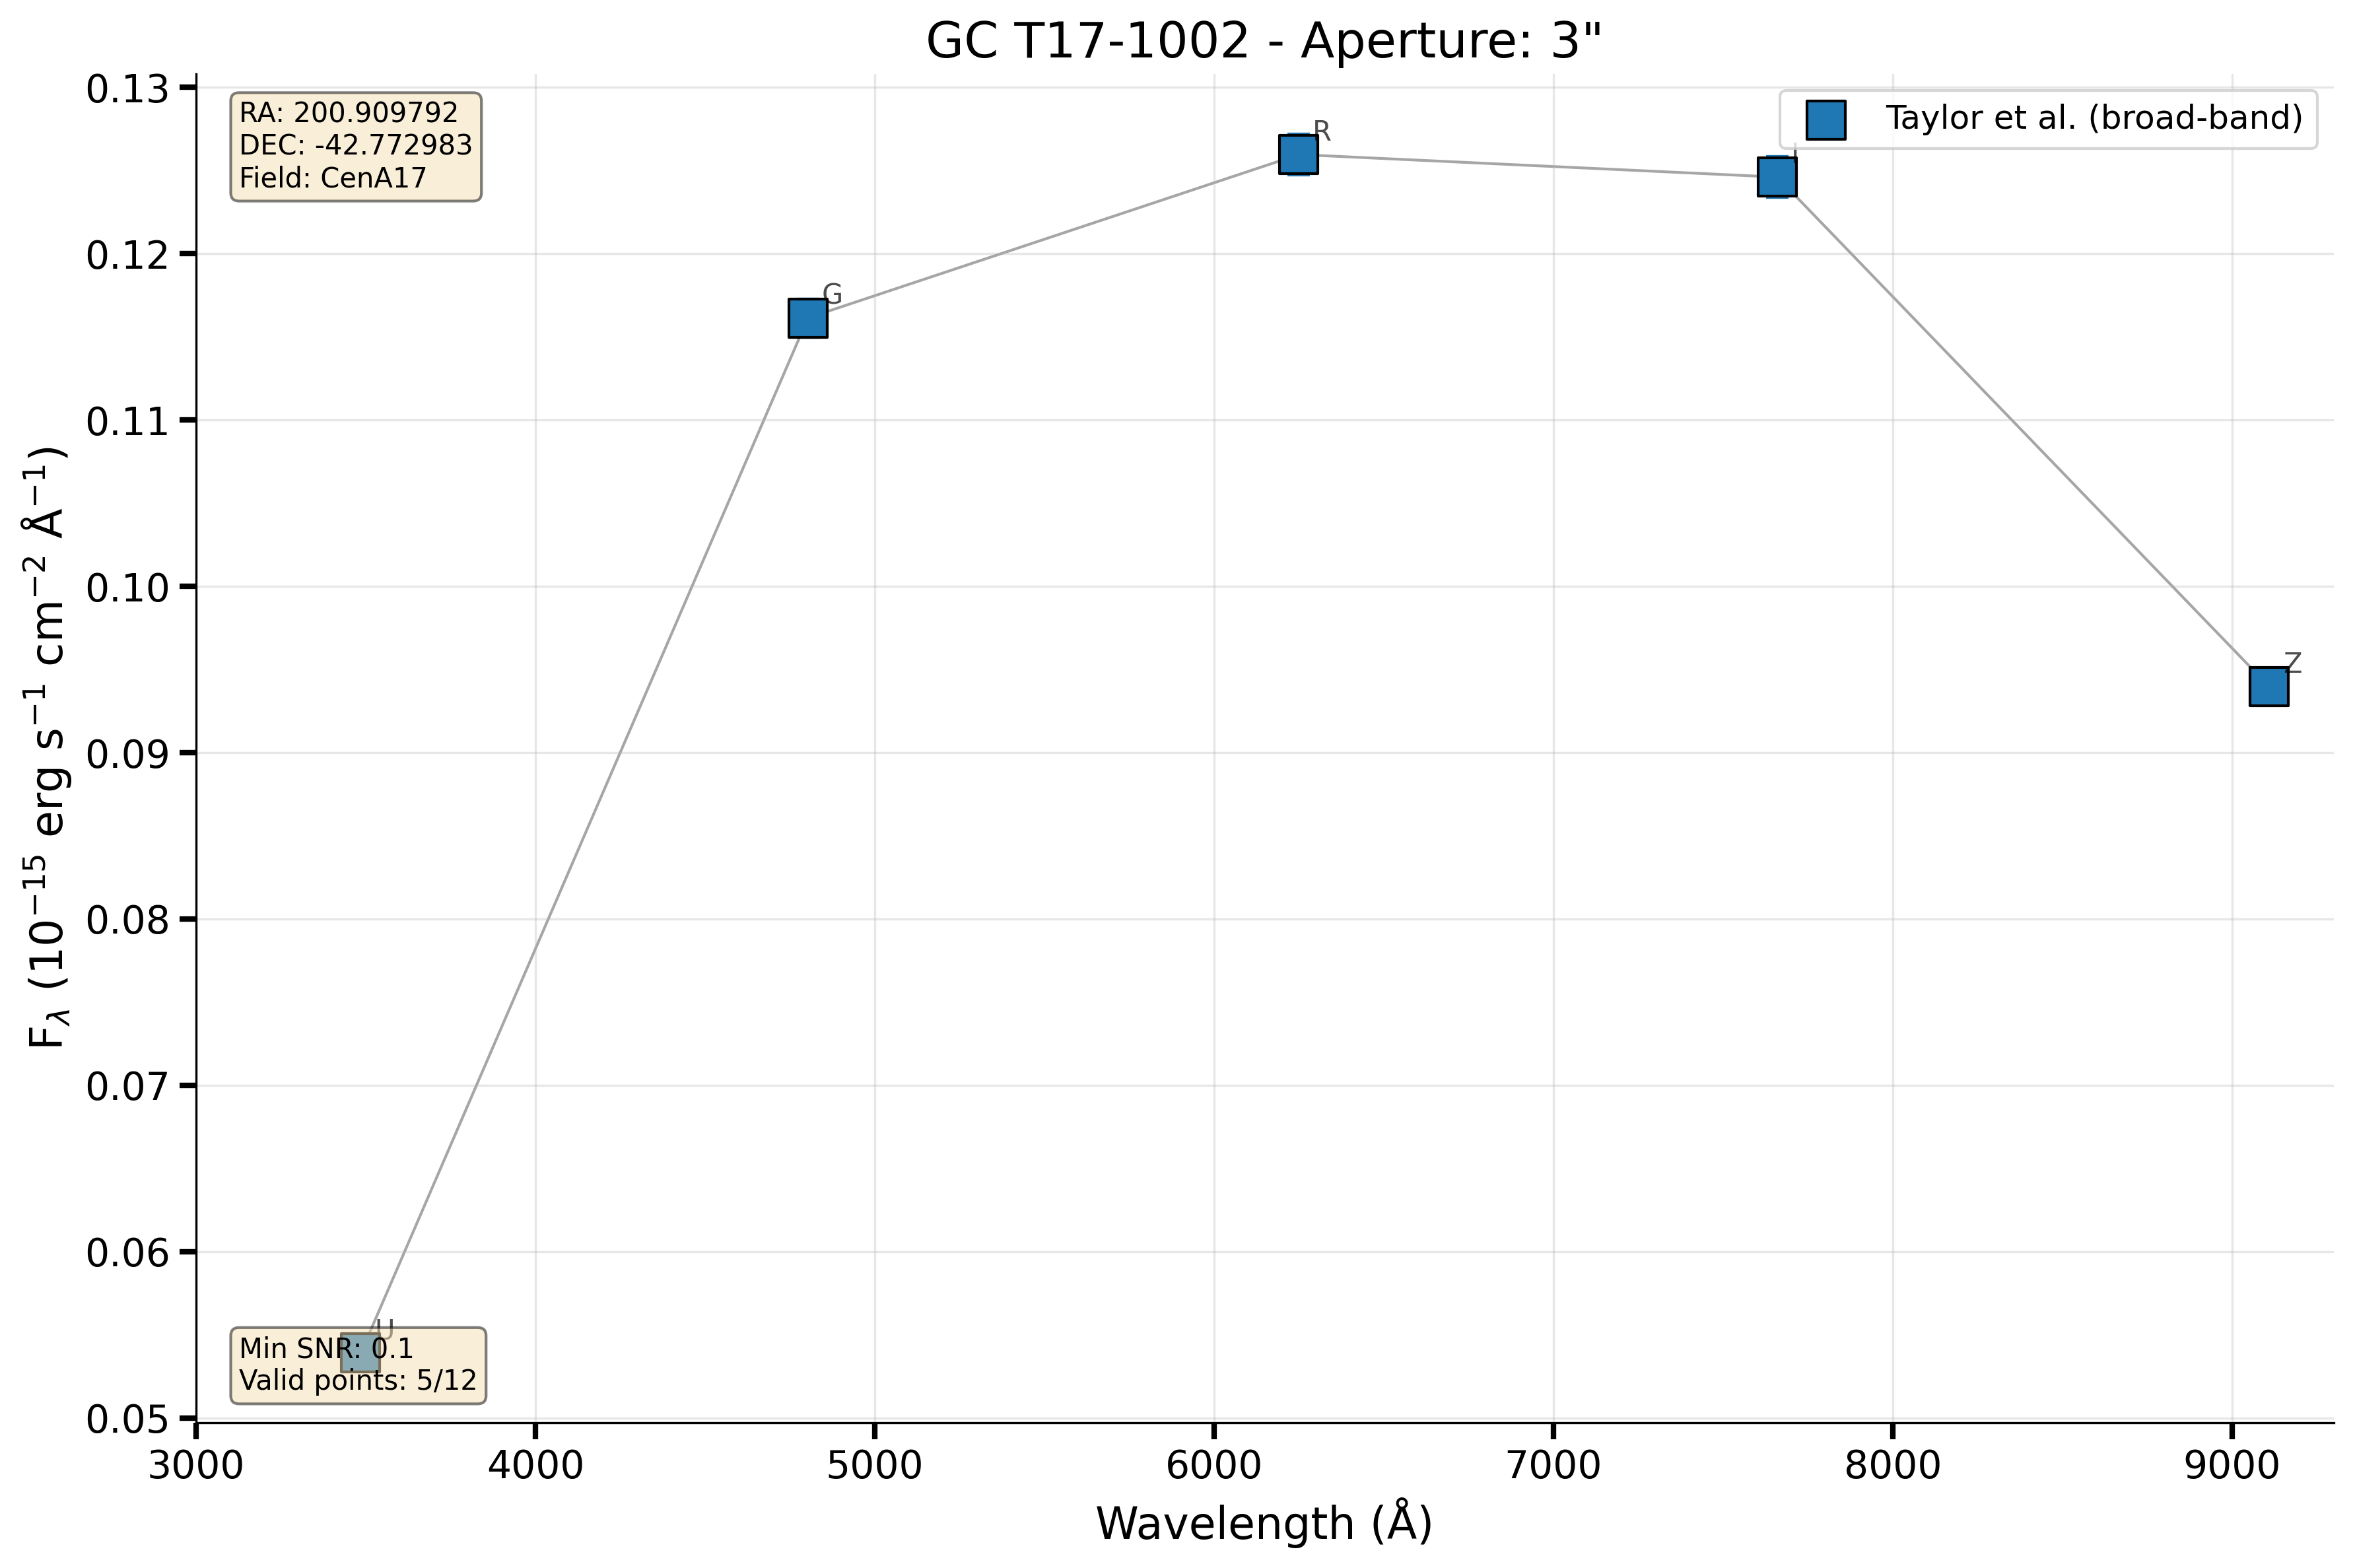 GC T17-1002 - Aperture: 3"
RA: 200.909792
DEC: -42.772983
Field: CenA17
Taylor et al. (broad-band)
R
I
G
Z
U
Min SNR: 0.1
Valid points: 5/12
0.13
0.12
0.11
0.10
0.09
0.08
0.07
0.06
0.05
F_λ (10⁻¹⁵ erg s⁻¹ cm⁻² Å⁻¹)
3000 4000 5000 6000 7000 8000 9000
Wavelength (Å)